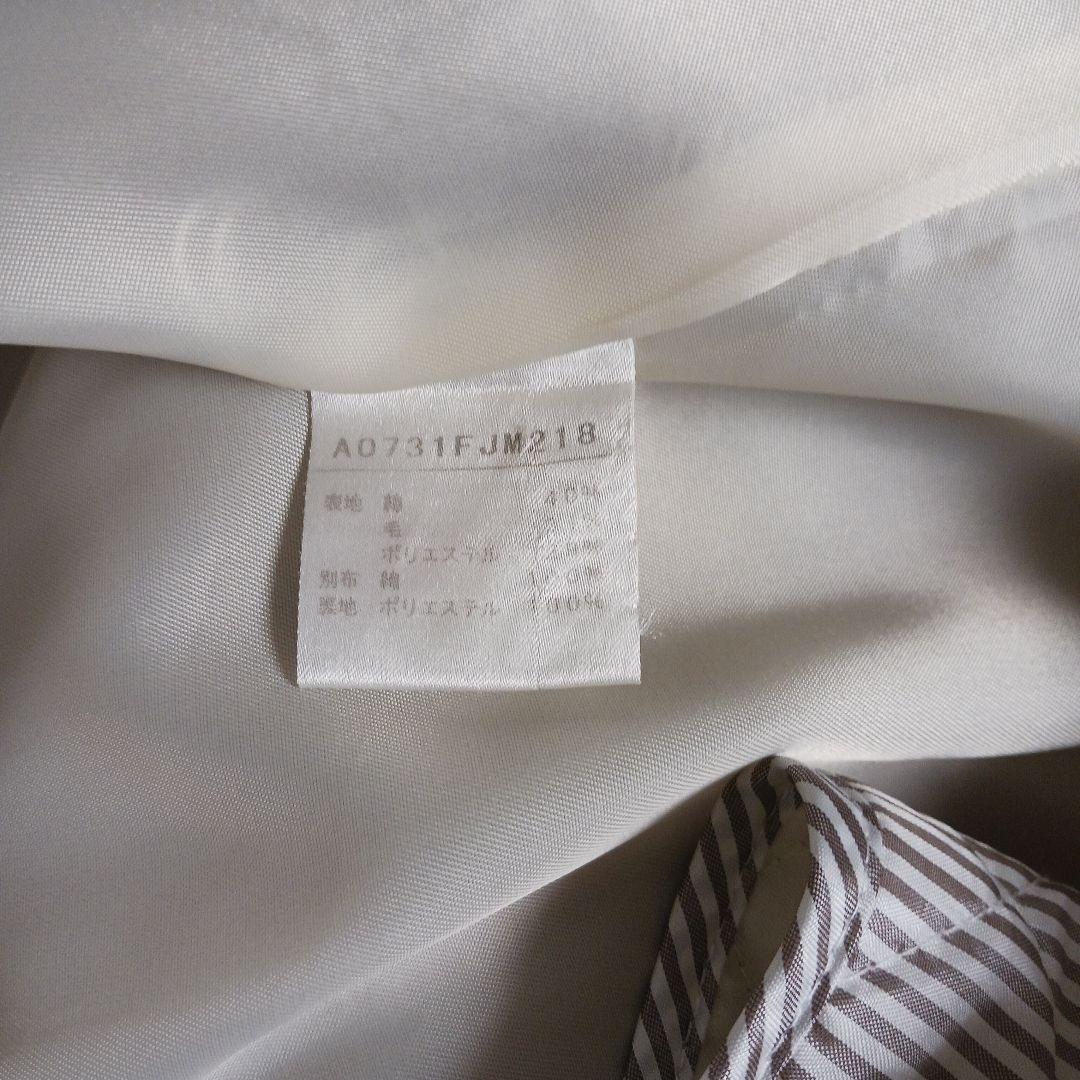 A0731FJM218
表地 綿 40%
毛
ポリエステル
別布 綿 100%
裏地 ポリエステル 100%